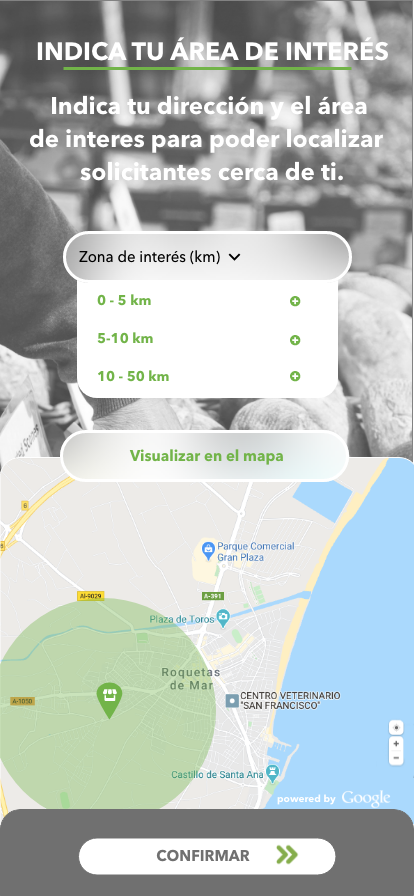 INDICA TU ÁREA DE INTERÉS
Indica tu dirección y el área
de interes para poder localizar
solicitantes cerca de ti.
Zona de interés (km)
0 - 5 km
5-10 km
10 - 50 km
Visualizar en el mapa
Parque Comercial
Gran Plaza
Al-9029
A-391
Plaza de Toros
Roquetas
de Mar
A-1050
CENTRO VETERINARIO
"SAN FRANCISCO"
Castillo de Santa Ana
powered by Google
CONFIRMAR